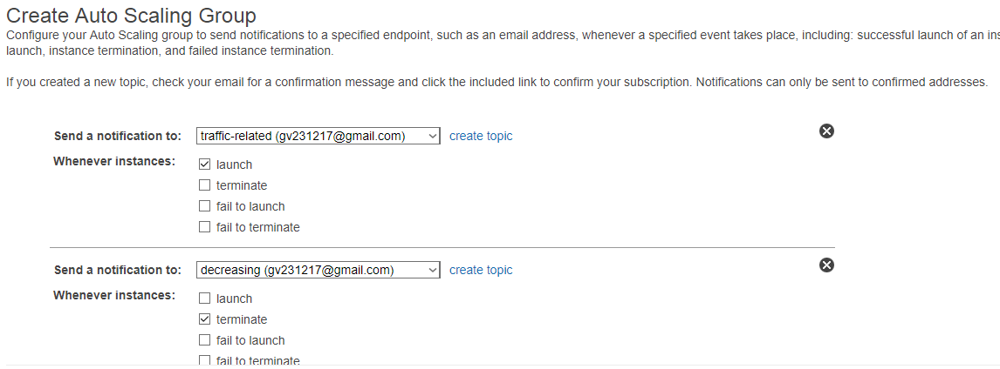 Create Auto Scaling Group
Configure your Auto Scaling group to send notifications to a specified endpoint, such as an email address, whenever a specified event takes place, including: successful launch of an
launch, instance termination, and failed instance termination.
If you created a new topic, check your email for a confirmation message and click the included link to confirm your subscription. Notifications can only be sent to confirmed addresses.
Send a notification to: traffic-related (gv231217@gmail.com) create topic
Whenever instances: launch
terminate
fail to launch
fail to terminate
Send a notification to: decreasing (gv231217@gmail.com) create topic
Whenever instances: launch
terminate
fail to launch
fail to terminate